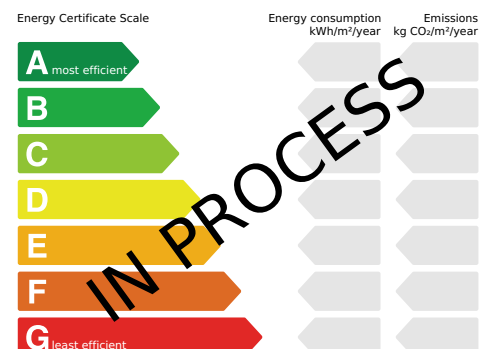 Energy Certificate Scale
Energy consumption
kWh/m²/year
Emissions
kg CO₂/m²/year
A most efficient
B
C
D
E
F
G least efficient
IN PROCESS